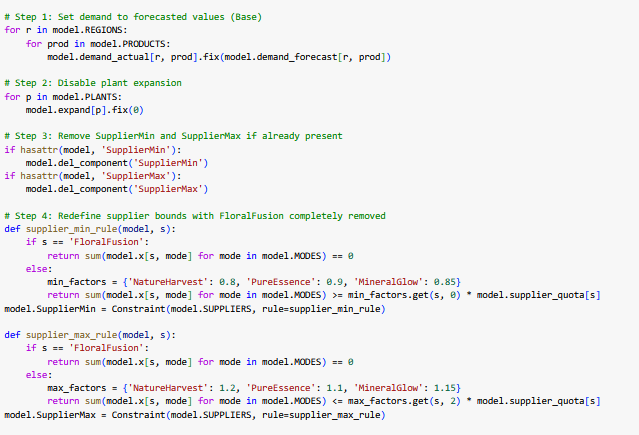 # Step 1: Set demand to forecasted values (Base)
for r in model.REGIONS:
    for prod in model.PRODUCTS:
        model.demand_actual[r, prod].fix(model.demand_forecast[r, prod])

# Step 2: Disable plant expansion
for p in model.PLANTS:
    model.expand[p].fix(0)

# Step 3: Remove SupplierMin and SupplierMax if already present
if hasattr(model, 'SupplierMin'):
    model.del_component('SupplierMin')
if hasattr(model, 'SupplierMax'):
    model.del_component('SupplierMax')

# Step 4: Redefine supplier bounds with FloralFusion completely removed
def supplier_min_rule(model, s):
    if s == 'FloralFusion':
        return sum(model.x[s, mode] for mode in model.MODES) == 0
    else:
        min_factors = {'NatureHarvest': 0.8, 'PureEssence': 0.9, 'MineralGlow': 0.85}
        return sum(model.x[s, mode] for mode in model.MODES) >= min_factors.get(s, 0) * model.supplier_quota[s]
model.SupplierMin = Constraint(model.SUPPLIERS, rule=supplier_min_rule)

def supplier_max_rule(model, s):
    if s == 'FloralFusion':
        return sum(model.x[s, mode] for mode in model.MODES) == 0
    else:
        max_factors = {'NatureHarvest': 1.2, 'PureEssence': 1.1, 'MineralGlow': 1.15}
        return sum(model.x[s, mode] for mode in model.MODES) <= max_factors.get(s, 2) * model.supplier_quota[s]
model.SupplierMax = Constraint(model.SUPPLIERS, rule=supplier_max_rule)